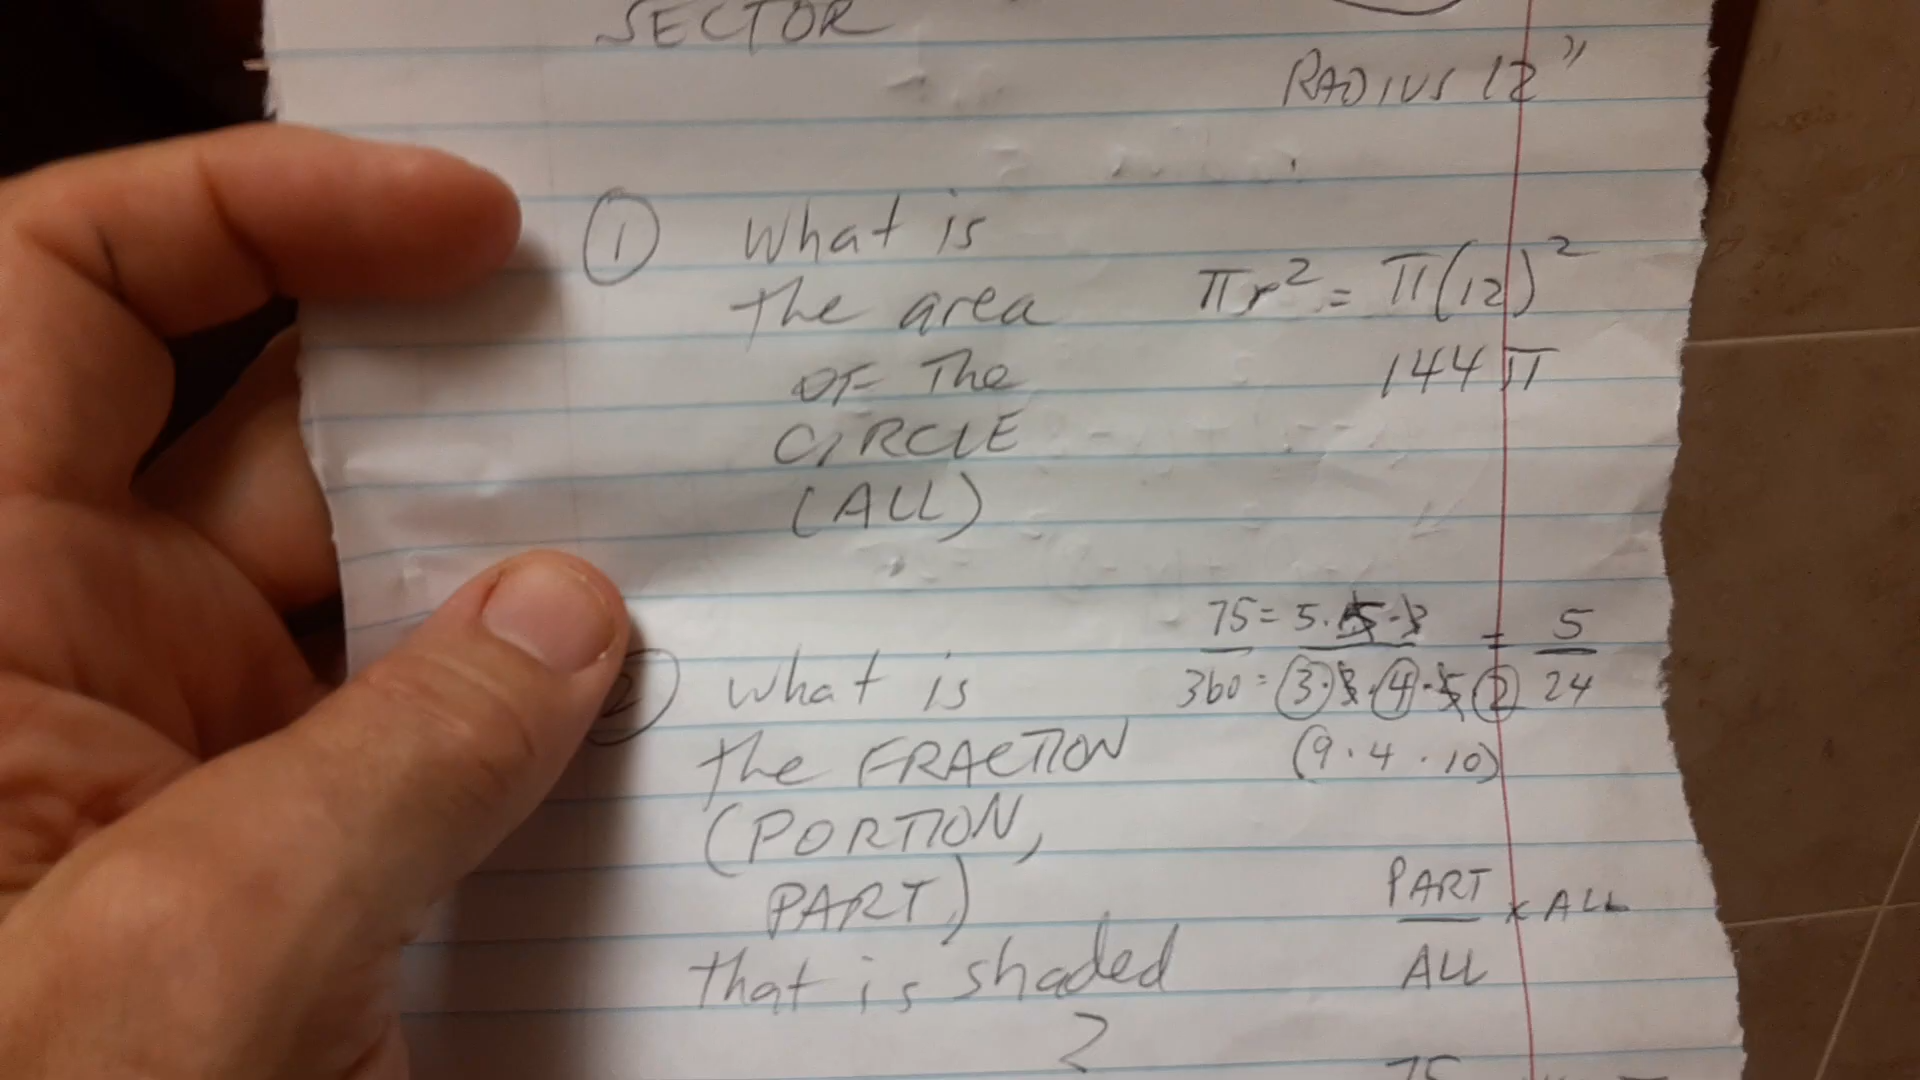 SECTOR
RADIUS 12"
① What is
the area
OF The
CIRCLE
(ALL)
πr² = π(12)²
144π
② What is
the FRACTION
(PORTION,
PART)
that is shaded
?
75 = 5·5·3 = 5
360 = 3·3·4·5·2 24
(9·4·10)
PART × ALL
ALL
75